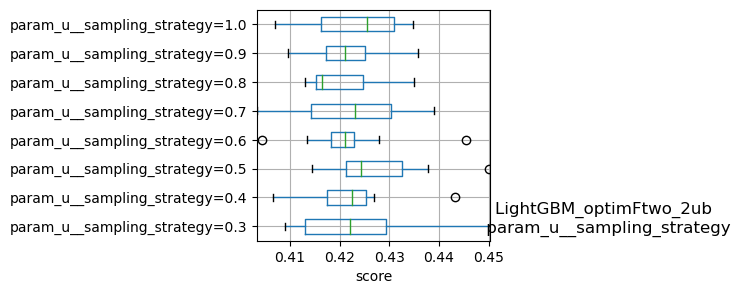 param_u__sampling_strategy=1.0
param_u__sampling_strategy=0.9
param_u__sampling_strategy=0.8
param_u__sampling_strategy=0.7
param_u__sampling_strategy=0.6
param_u__sampling_strategy=0.5
param_u__sampling_strategy=0.4
param_u__sampling_strategy=0.3
LightGBM_optimFtwo_2ub
param_u__sampling_strategy
0.41 0.42 0.43 0.44 0.45
score